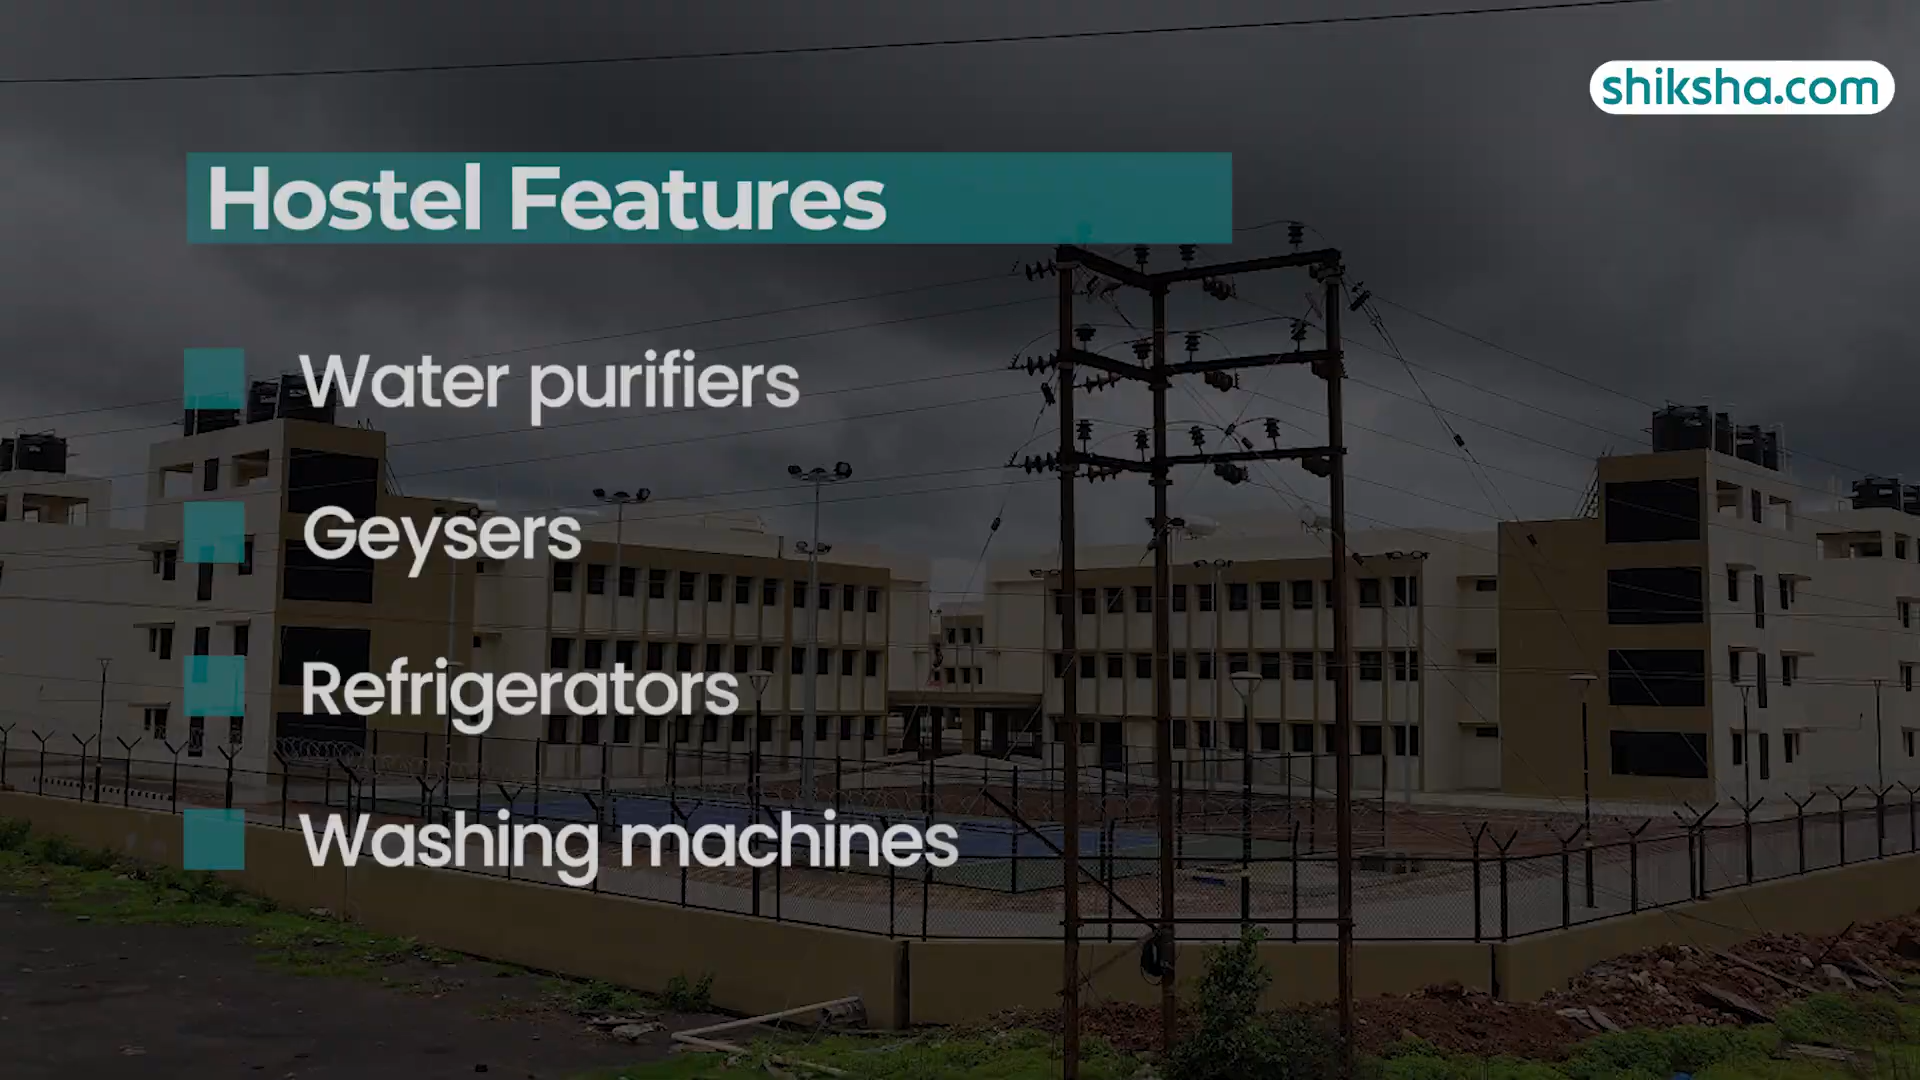 shiksha.com
Hostel Features
Water purifiers
Geysers
Refrigerators
Washing machines